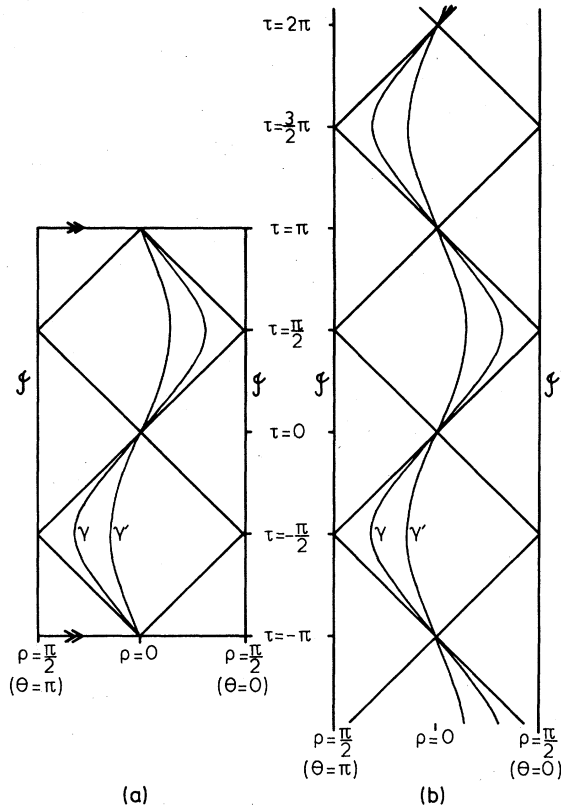 τ=2π
τ=3/2π
τ=π
τ=π/2
τ=0
τ=-π/2
τ=-π
ℐ
ℐ
ℐ
ℐ
γ
γ′
γ
γ′
ρ=π/2
(θ=π)
ρ=0
ρ=π/2
(θ=0)
ρ=π/2
(θ=π)
ρ=0
ρ=π/2
(θ=0)
(a)
(b)